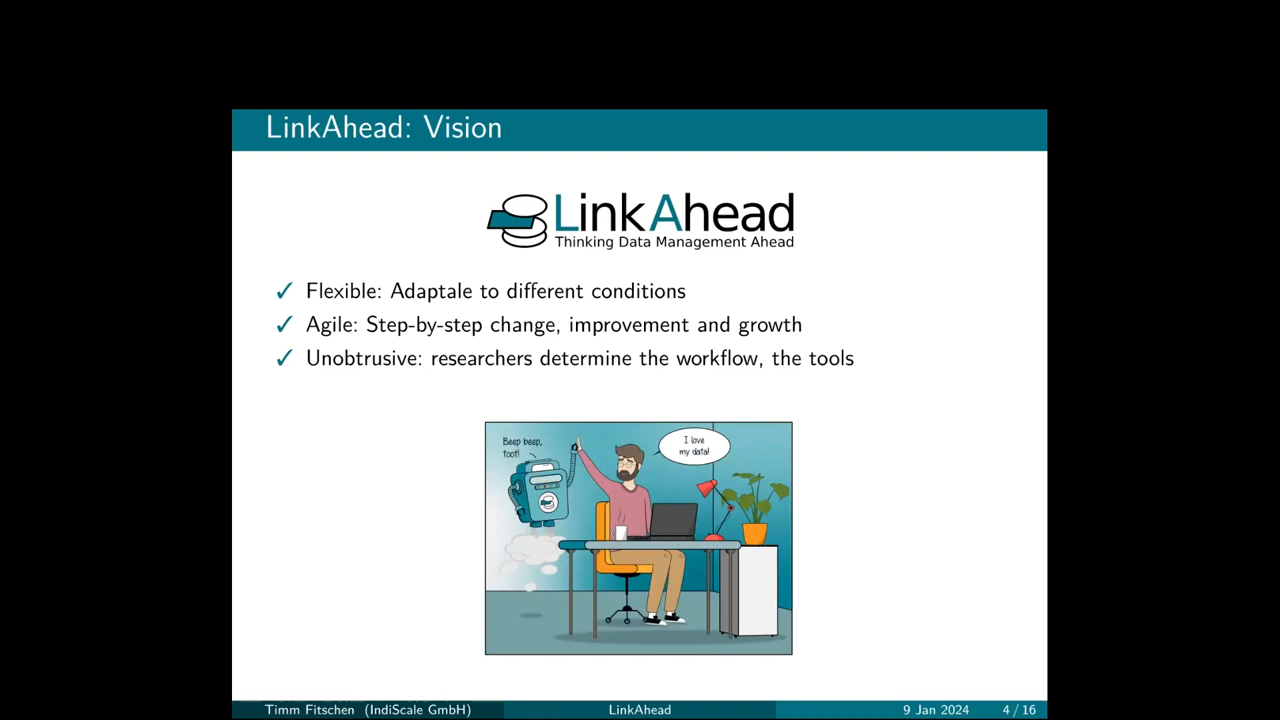 LinkAhead: Vision
LinkAhead
Thinking Data Management Ahead
✓ Flexible: Adaptale to different conditions
✓ Agile: Step-by-step change, improvement and growth
✓ Unobtrusive: researchers determine the workflow, the tools
Beep beep,
toot!
I love
my data!
Timm Fitschen (IndiScale GmbH) LinkAhead 9 Jan 2024 4 / 16